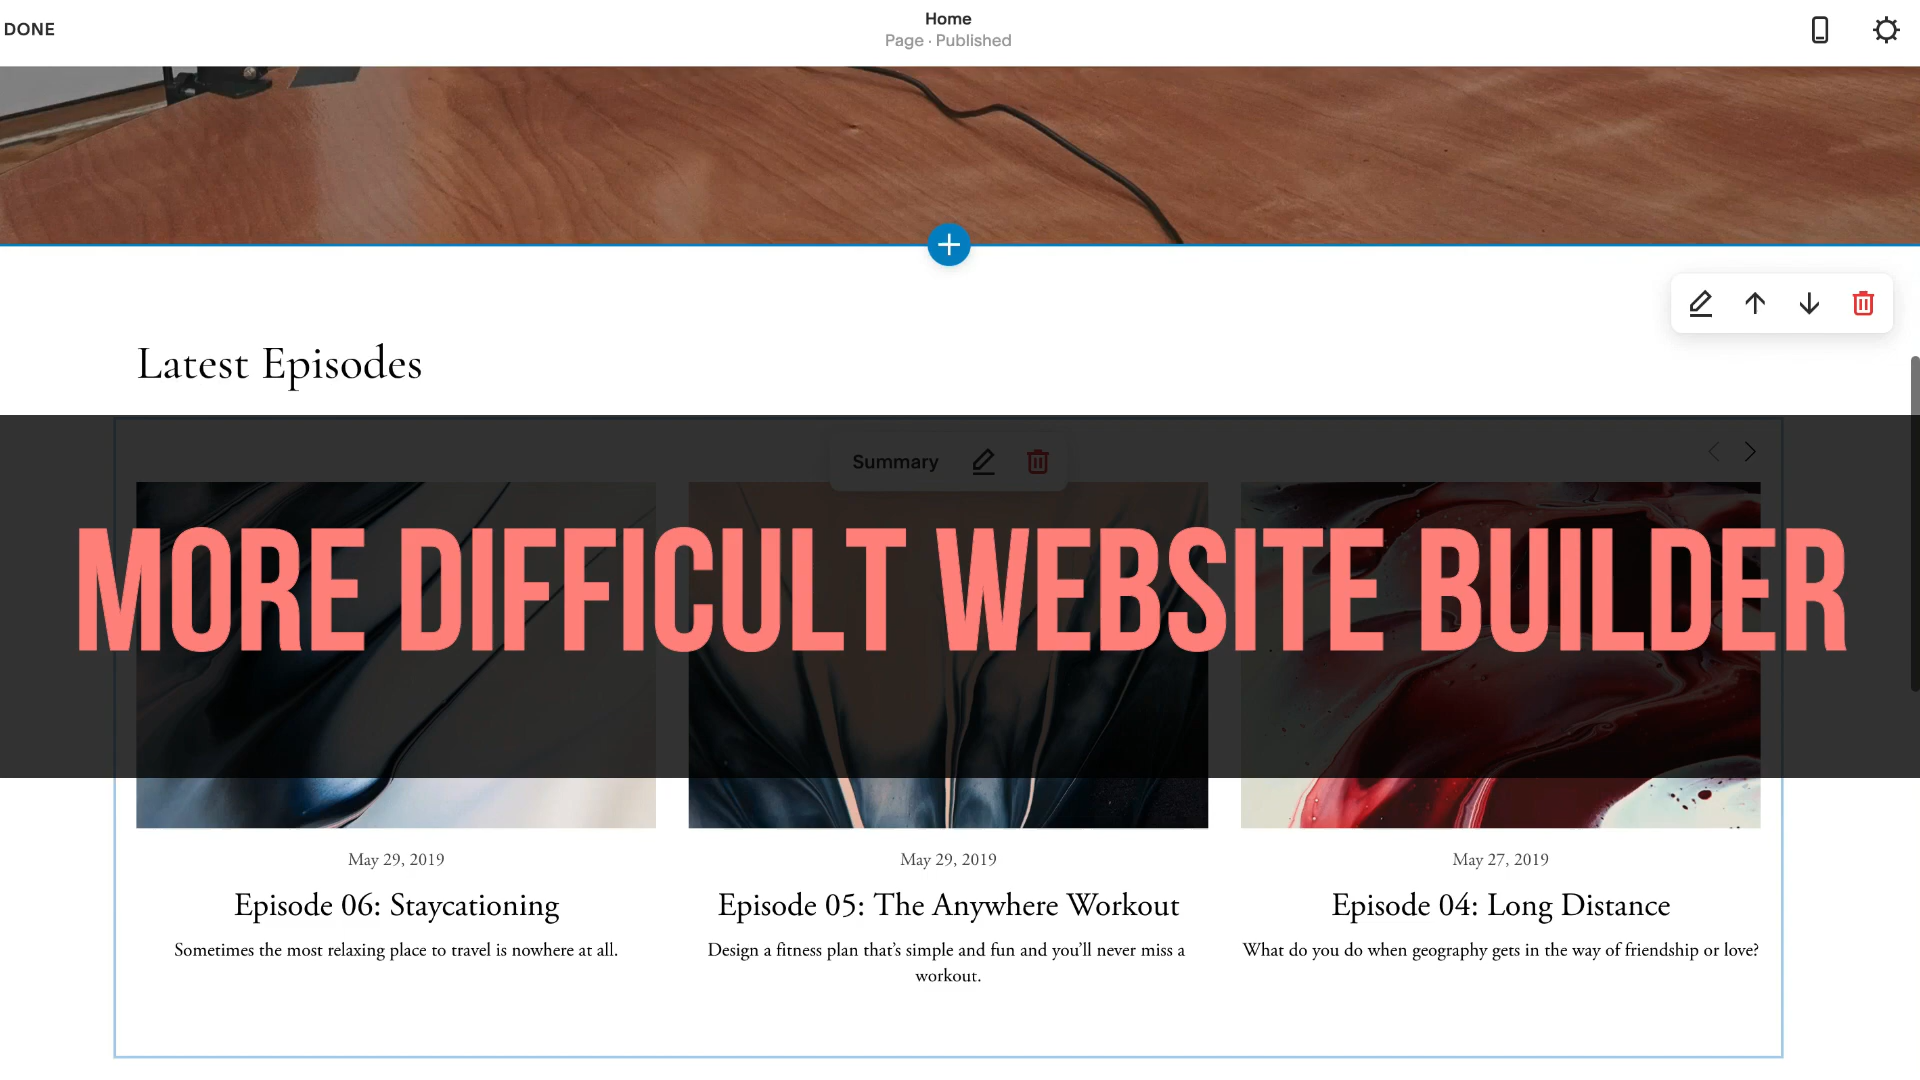 DONE
Home
Page · Published
Latest Episodes
Summary
MORE DIFFICULT WEBSITE BUILDER
May 29, 2019
Episode 06: Staycationing
Sometimes the most relaxing place to travel is nowhere at all.
May 29, 2019
Episode 05: The Anywhere Workout
Design a fitness plan that’s simple and fun and you’ll never miss a
workout.
May 27, 2019
Episode 04: Long Distance
What do you do when geography gets in the way of friendship or love?